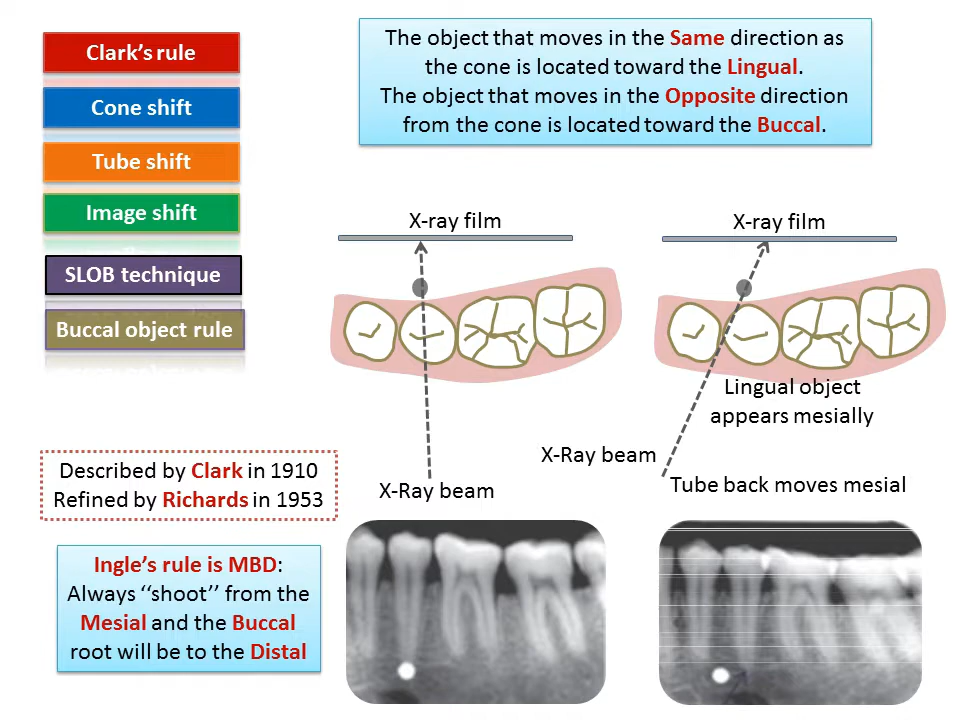 Clark's rule
Cone shift
Tube shift
Image shift
SLOB technique
Buccal object rule
The object that moves in the Same direction as
the cone is located toward the Lingual.
The object that moves in the Opposite direction
from the cone is located toward the Buccal.
X-ray film
X-ray film
Lingual object
appears mesially
X-Ray beam
X-Ray beam
Tube back moves mesial
Described by Clark in 1910
Refined by Richards in 1953
Ingle's rule is MBD:
Always ‘‘shoot’’ from the
Mesial and the Buccal
root will be to the Distal